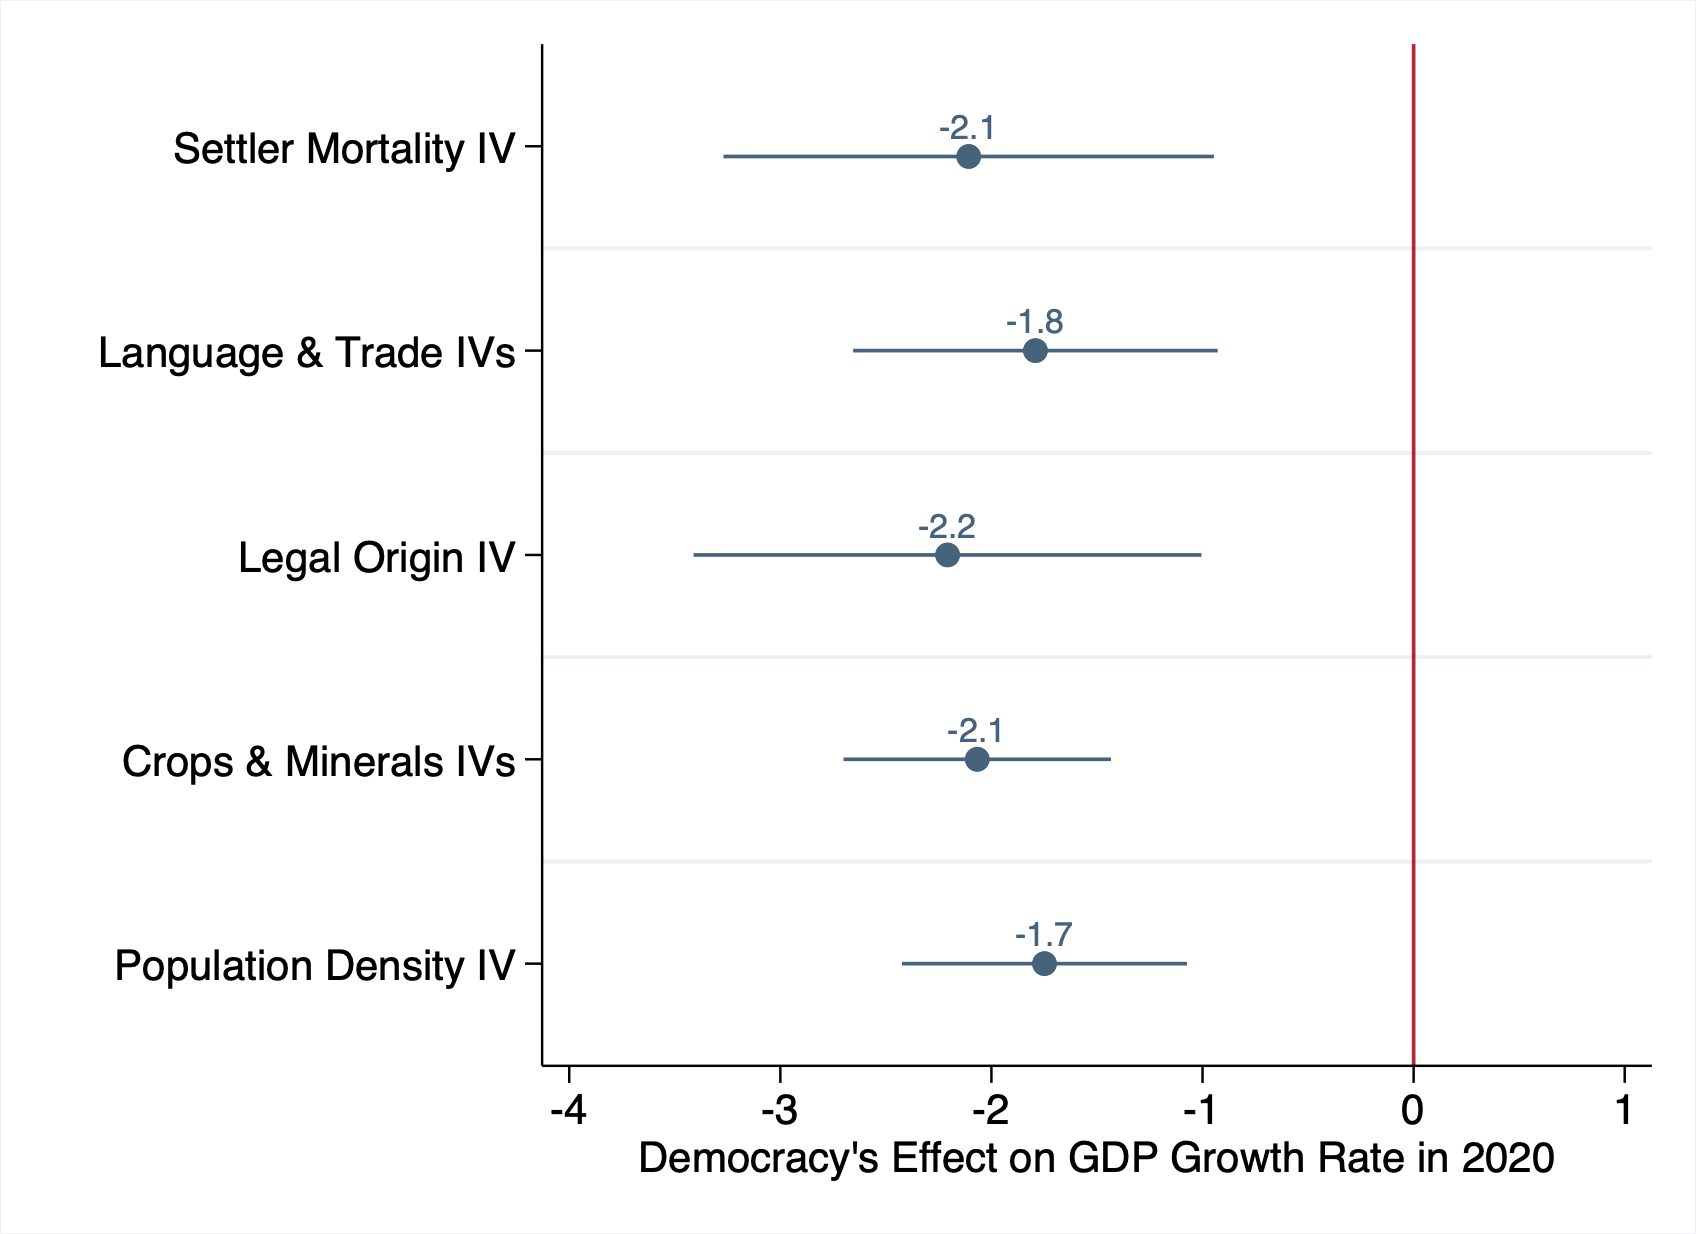 Settler Mortality IV
-2.1
Language & Trade IVs
-1.8
Legal Origin IV
-2.2
Crops & Minerals IVs
-2.1
Population Density IV
-1.7
-4 -3 -2 -1 0 1
Democracy's Effect on GDP Growth Rate in 2020